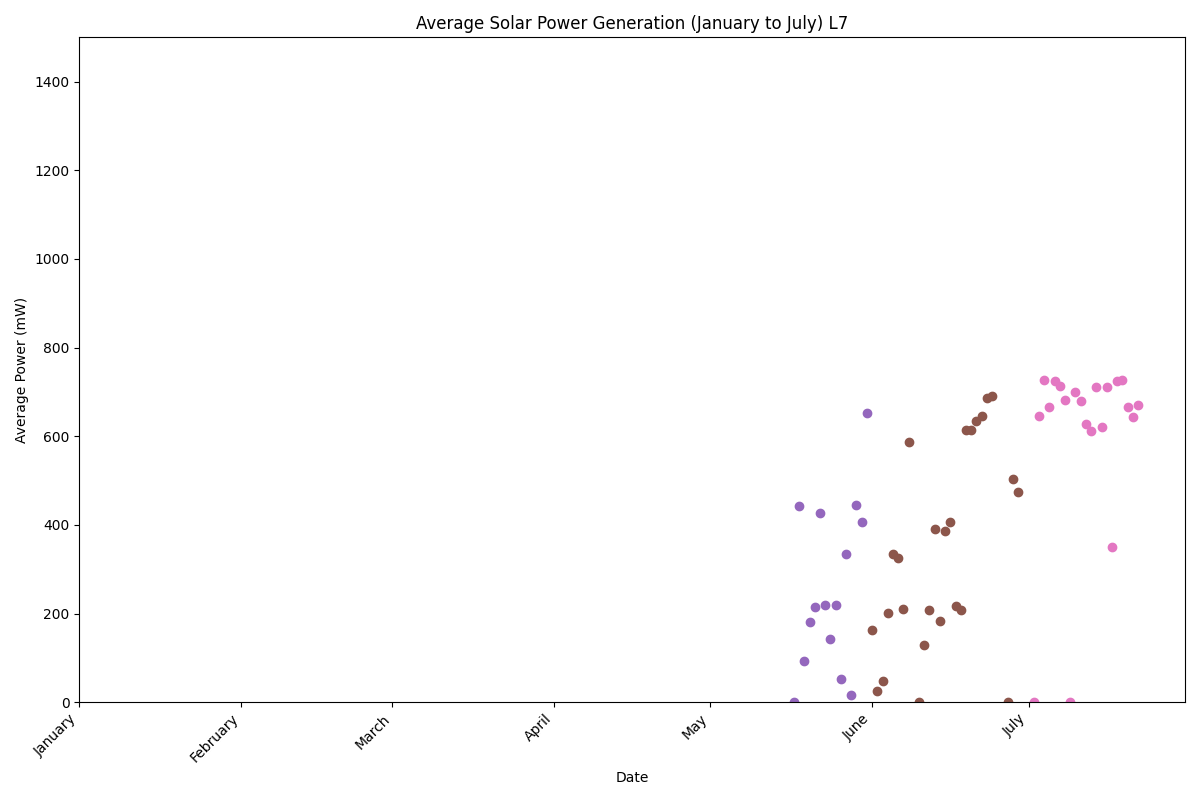 Average Solar Power Generation (January to July) L7
Average Power (mW)
1400
1200
1000
800
600
400
200
0
January
February
March
April
May
June
July
Date